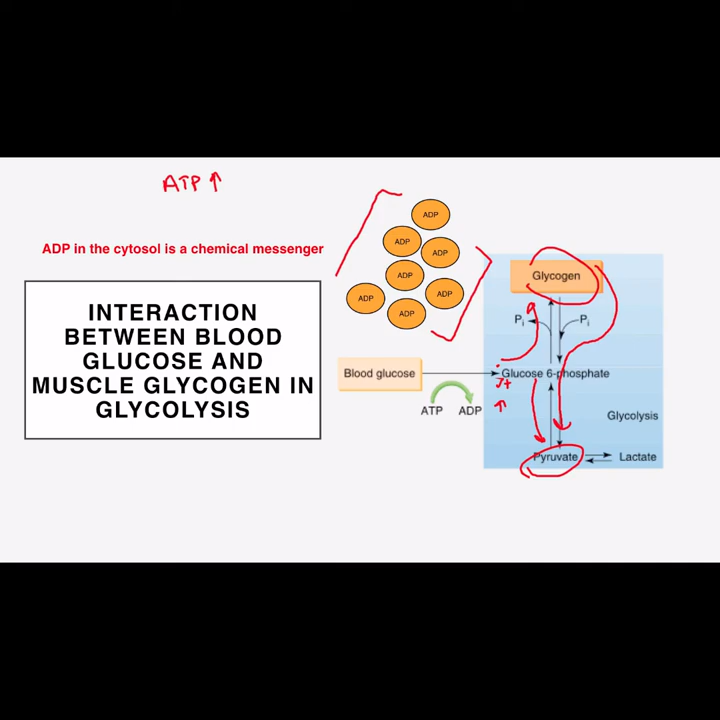 ATP ↑
ADP in the cytosol is a chemical messenger
INTERACTION
BETWEEN BLOOD
GLUCOSE AND
MUSCLE GLYCOGEN IN
GLYCOLYSIS
ADP
ADP
ADP
ADP
ADP
ADP
ADP
Glycogen
Pi
Pi
Blood glucose
Glucose 6-phosphate
ATP
ADP
↑
Glycolysis
Pyruvate
Lactate